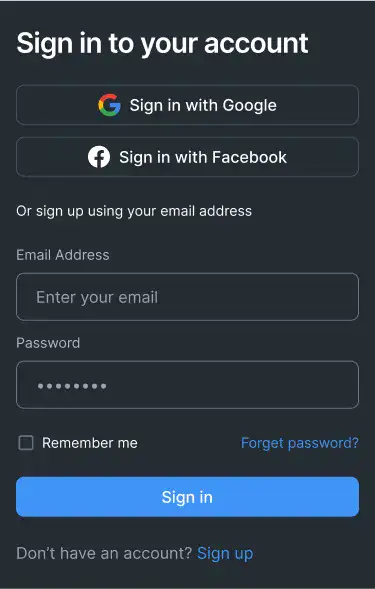 Sign in to your account
Sign in with Google
Sign in with Facebook
Or sign up using your email address
Email Address
Enter your email
Password
••••••••
Remember me Forget password?
Sign in
Don't have an account? Sign up